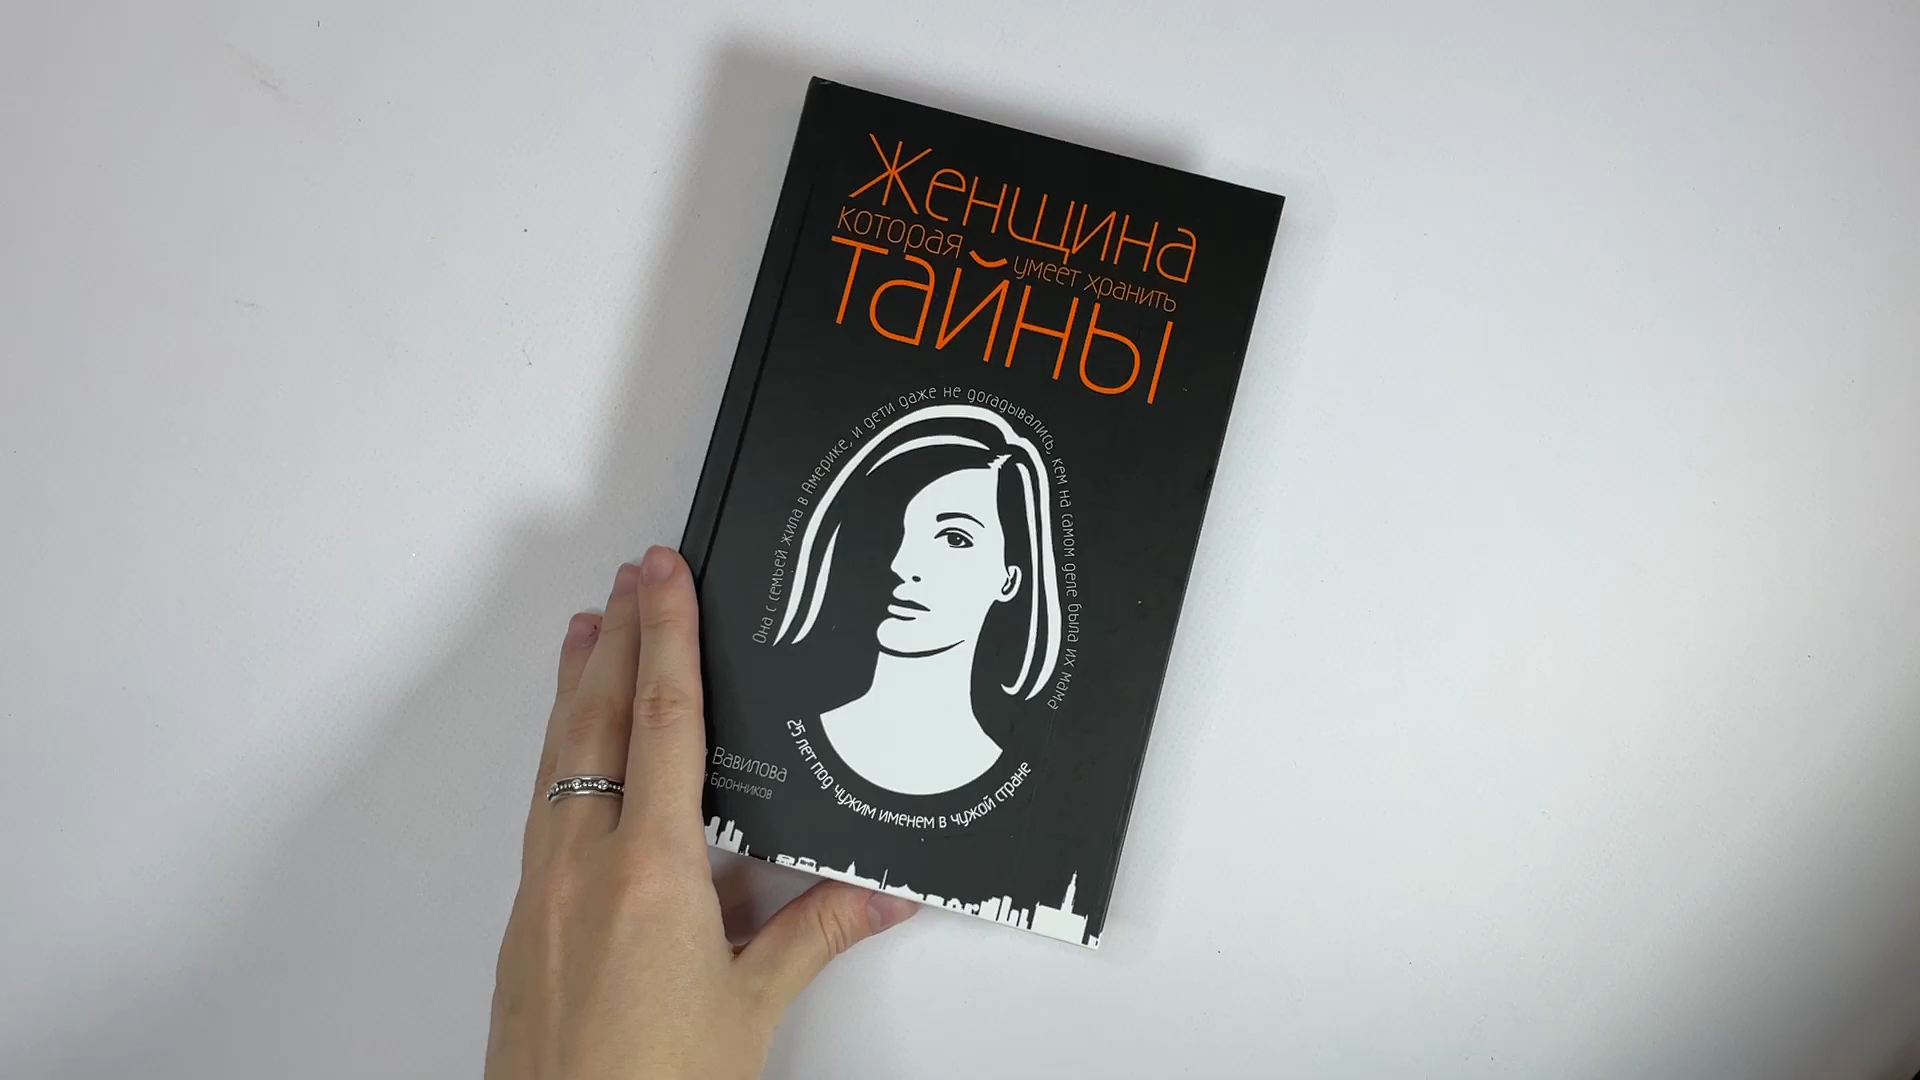 Женщина
которая умеет хранить
тайны
Она с семьей жила в Америке, и дети даже не догадывались, кем на самом деле была их мама
25 лет под чужим именем в чужой стране
Вавилова
Бронников